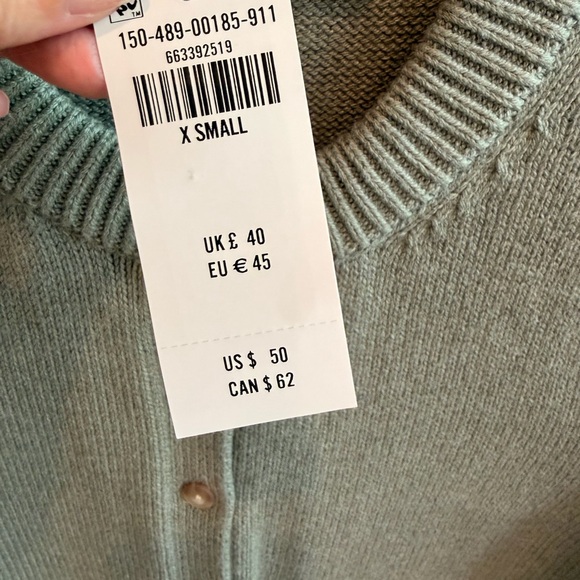 150-489-00185-911
663392519
X SMALL
UK £ 40
EU € 45
US $ 50
CAN $ 62